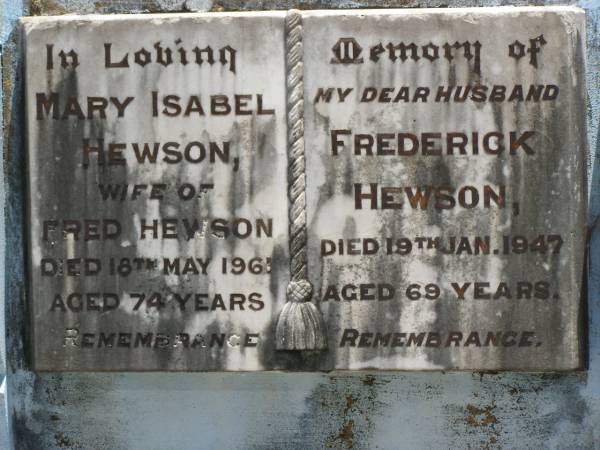 In Loving
MARY ISABEL
HEWSON,
WIFE OF
FRED HEWSON
DIED 18TH MAY 1961
AGED 74 YEARS
REMEMBRANCE
Memory of
MY DEAR HUSBAND
FREDERICK
HEWSON,
DIED 19TH JAN. 1947
AGED 69 YEARS.
REMEMBRANCE.